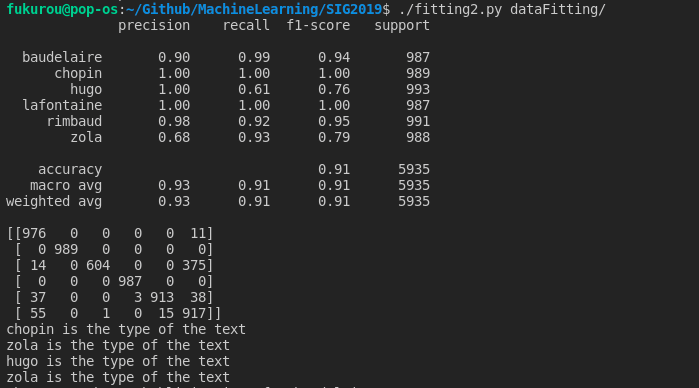 fukurou@pop-os:~/Github/MachineLearning/SIG2019$ ./fitting2.py dataFitting/
precision recall f1-score support
baudelaire 0.90 0.99 0.94 987
chopin 1.00 1.00 1.00 989
hugo 1.00 0.61 0.76 993
lafontaine 1.00 1.00 1.00 987
rimbaud 0.98 0.92 0.95 991
zola 0.68 0.93 0.79 988
accuracy 0.91 5935
macro avg 0.93 0.91 0.91 5935
weighted avg 0.93 0.91 0.91 5935
[[976 0 0 0 0 11]
[ 0 989 0 0 0 0]
[ 14 0 604 0 0 375]
[ 0 0 0 987 0 0]
[ 37 0 0 3 913 38]
[ 55 0 1 0 15 917]]
chopin is the type of the text
zola is the type of the text
hugo is the type of the text
zola is the type of the text